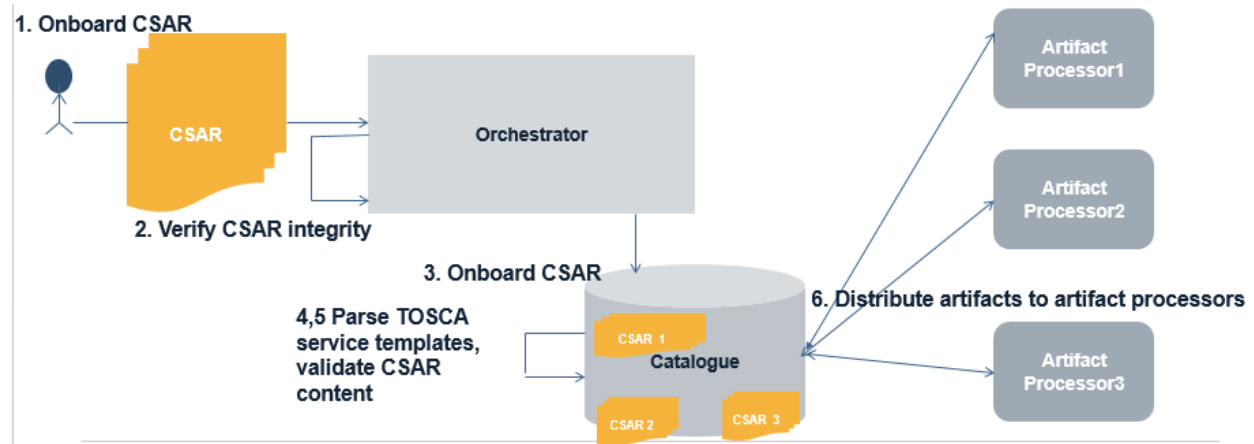 1. Onboard CSAR
CSAR
Orchestrator
2. Verify CSAR integrity
3. Onboard CSAR
4,5 Parse TOSCA
service templates,
validate CSAR
content
CSAR 1
Catalogue
CSAR 2
CSAR 3
6. Distribute artifacts to artifact processors
Artifact
Processor1
Artifact
Processor2
Artifact
Processor3